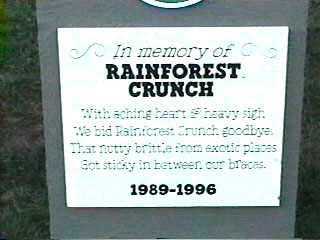 In memory of
RAINFOREST
CRUNCH
With aching heart & heavy sigh
We bid Rainforest Crunch goodbye.
That nutty brittle from exotic places
Got sticky in between our braces.
1989-1996